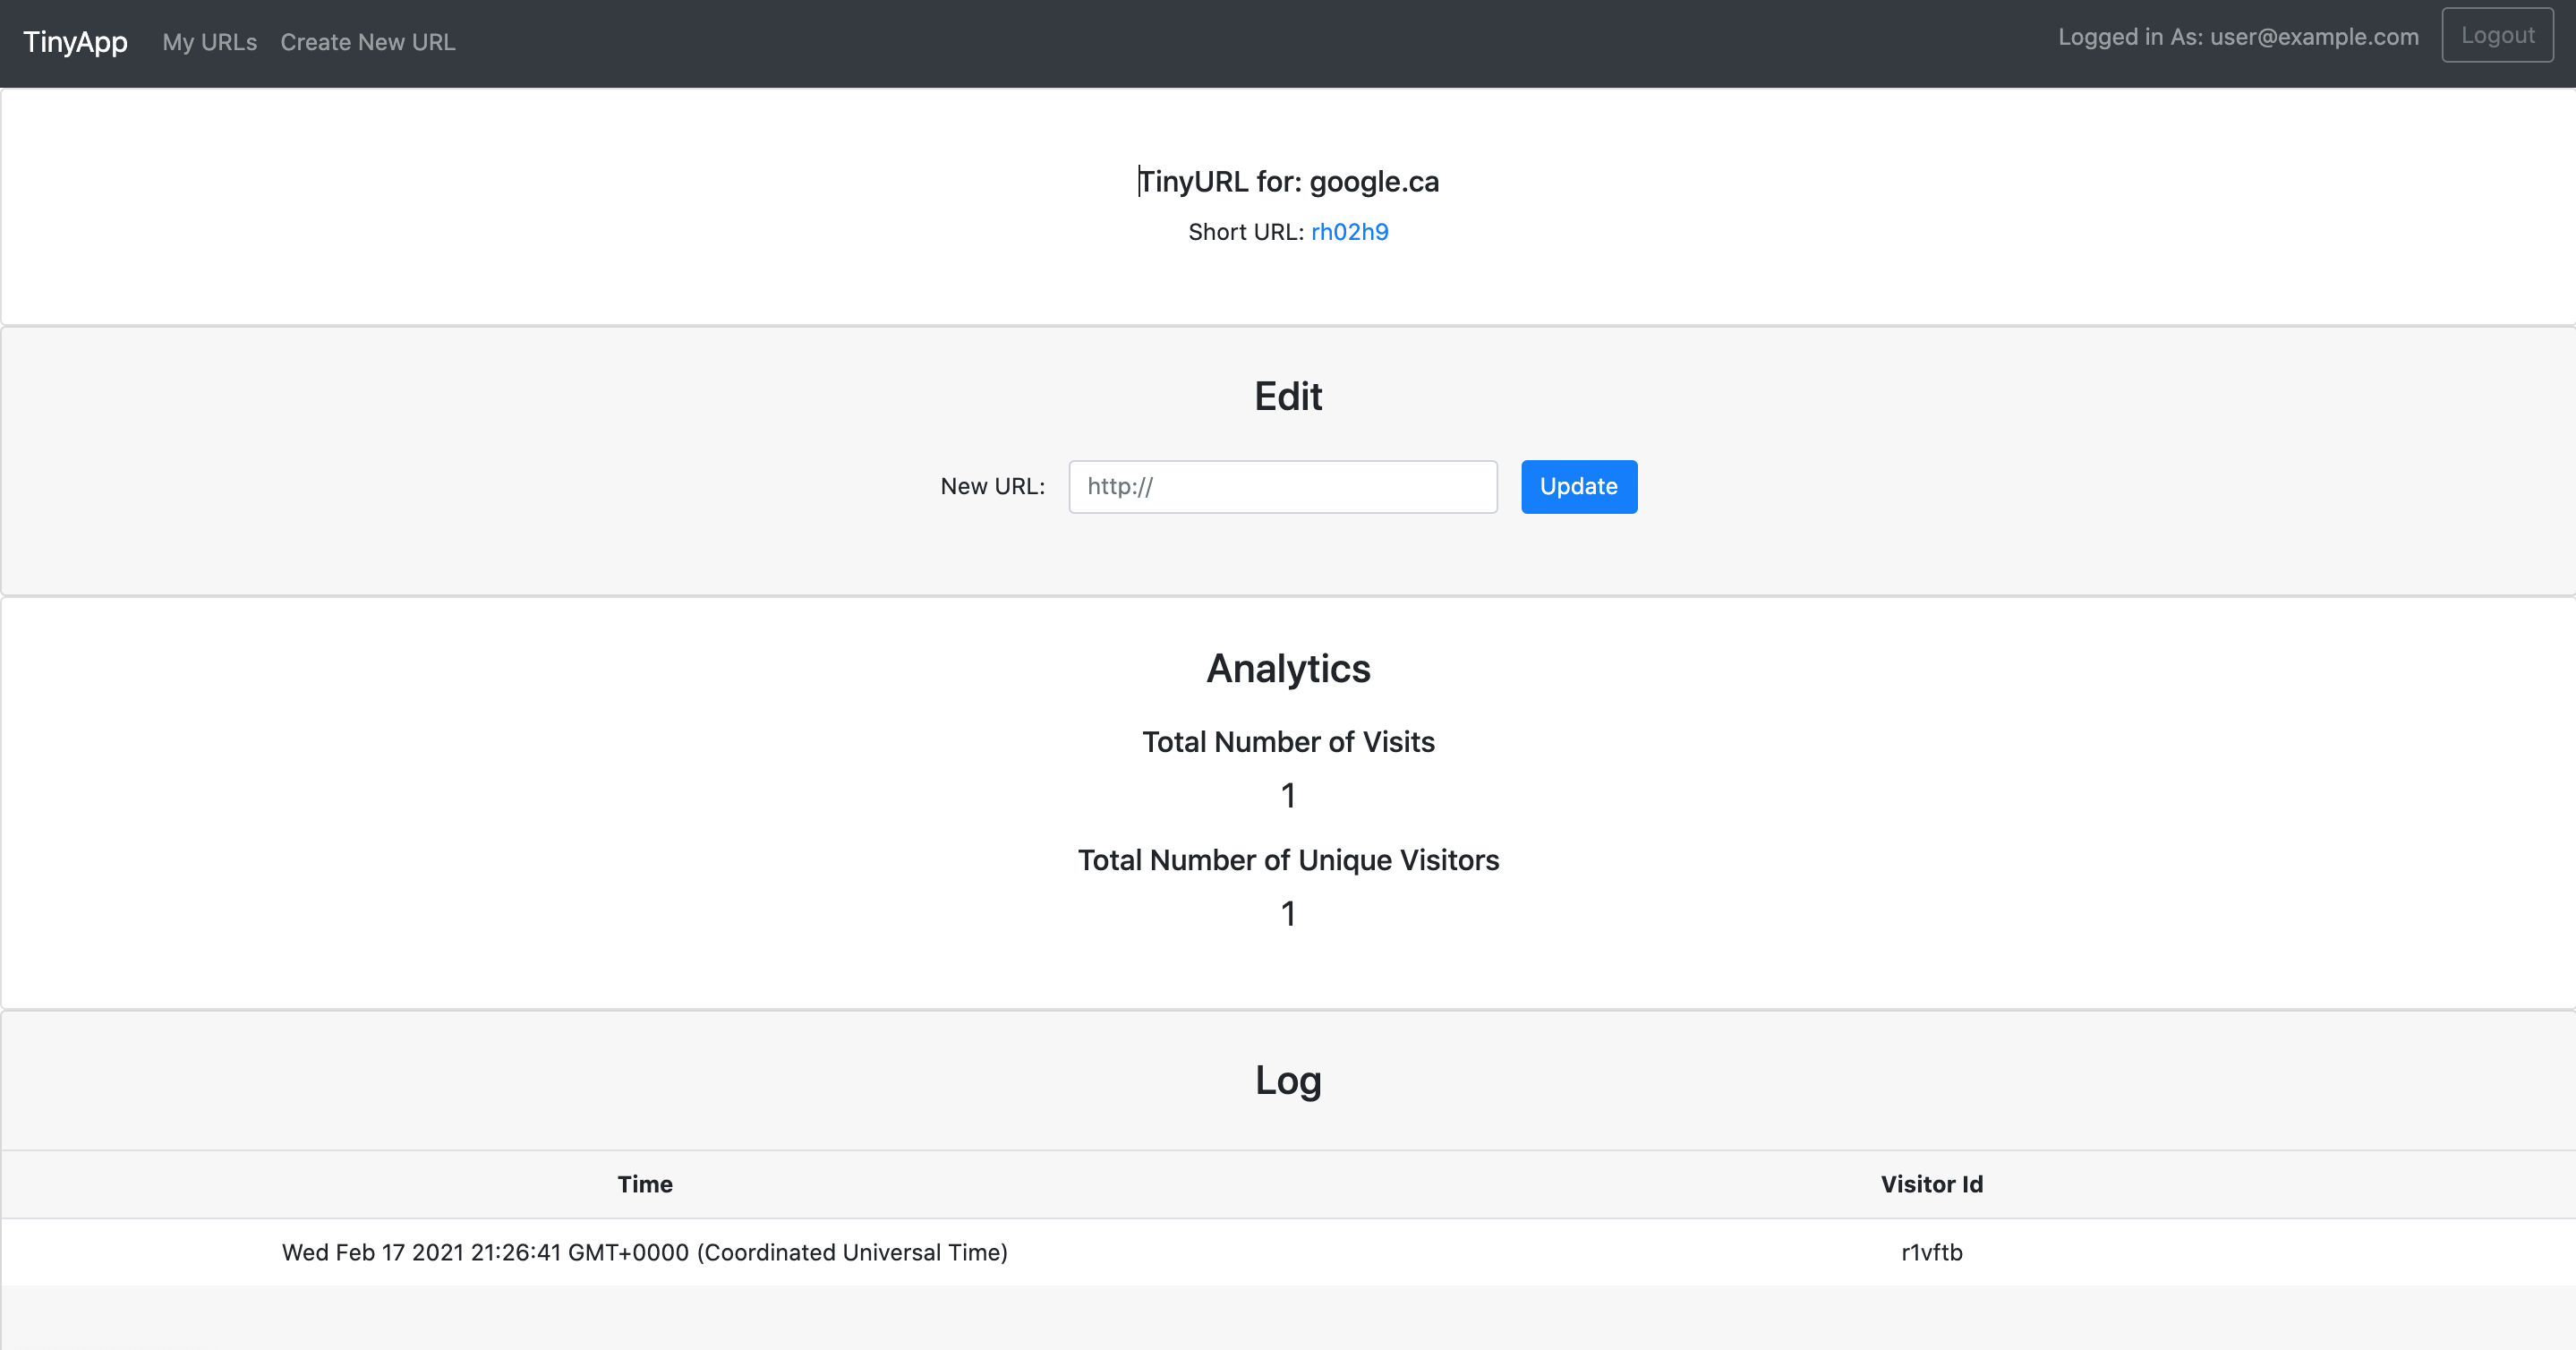 TinyApp My URLs Create New URL Logged in As: user@example.com Logout
TinyURL for: google.ca
Short URL: rh02h9
Edit
New URL: http:// Update
Analytics
Total Number of Visits
1
Total Number of Unique Visitors
1
Log
Time Visitor Id
Wed Feb 17 2021 21:26:41 GMT+0000 (Coordinated Universal Time) r1vftb